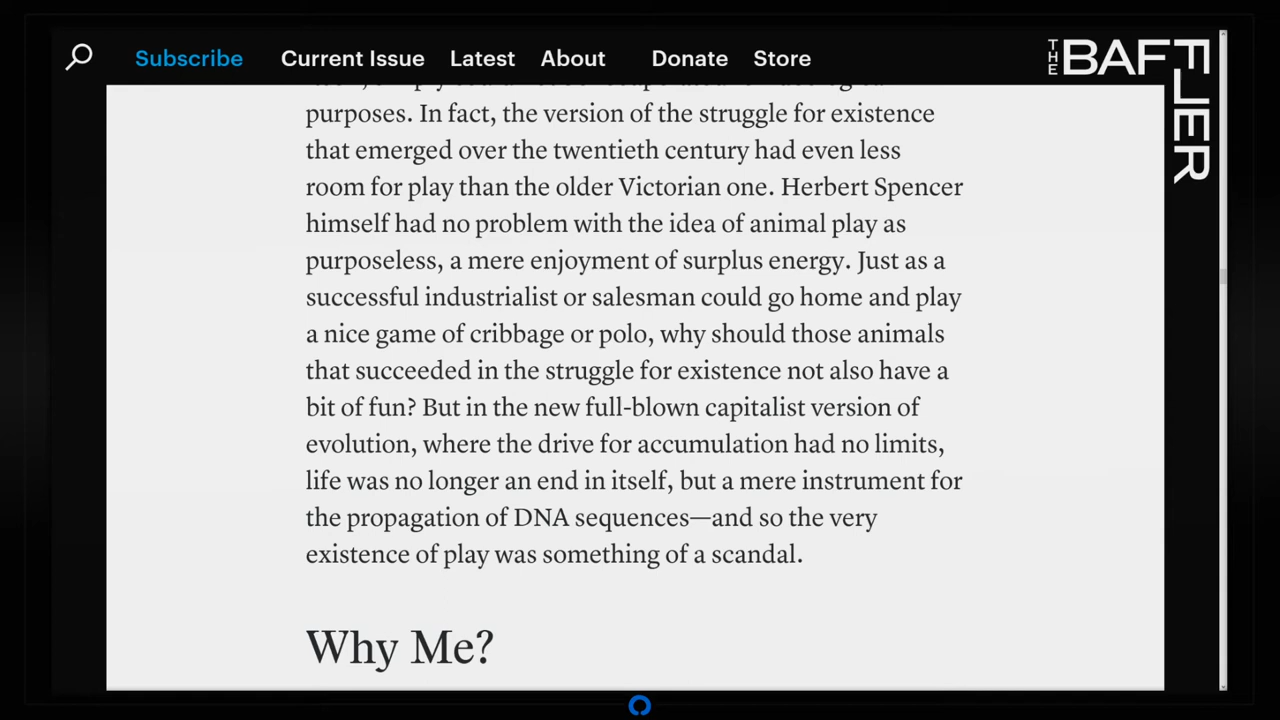 Subscribe Current Issue Latest About Donate Store
THE BAFFLER
purposes. In fact, the version of the struggle for existence
that emerged over the twentieth century had even less
room for play than the older Victorian one. Herbert Spencer
himself had no problem with the idea of animal play as
purposeless, a mere enjoyment of surplus energy. Just as a
successful industrialist or salesman could go home and play
a nice game of cribbage or polo, why should those animals
that succeeded in the struggle for existence not also have a
bit of fun? But in the new full-blown capitalist version of
evolution, where the drive for accumulation had no limits,
life was no longer an end in itself, but a mere instrument for
the propagation of DNA sequences—and so the very
existence of play was something of a scandal.
Why Me?